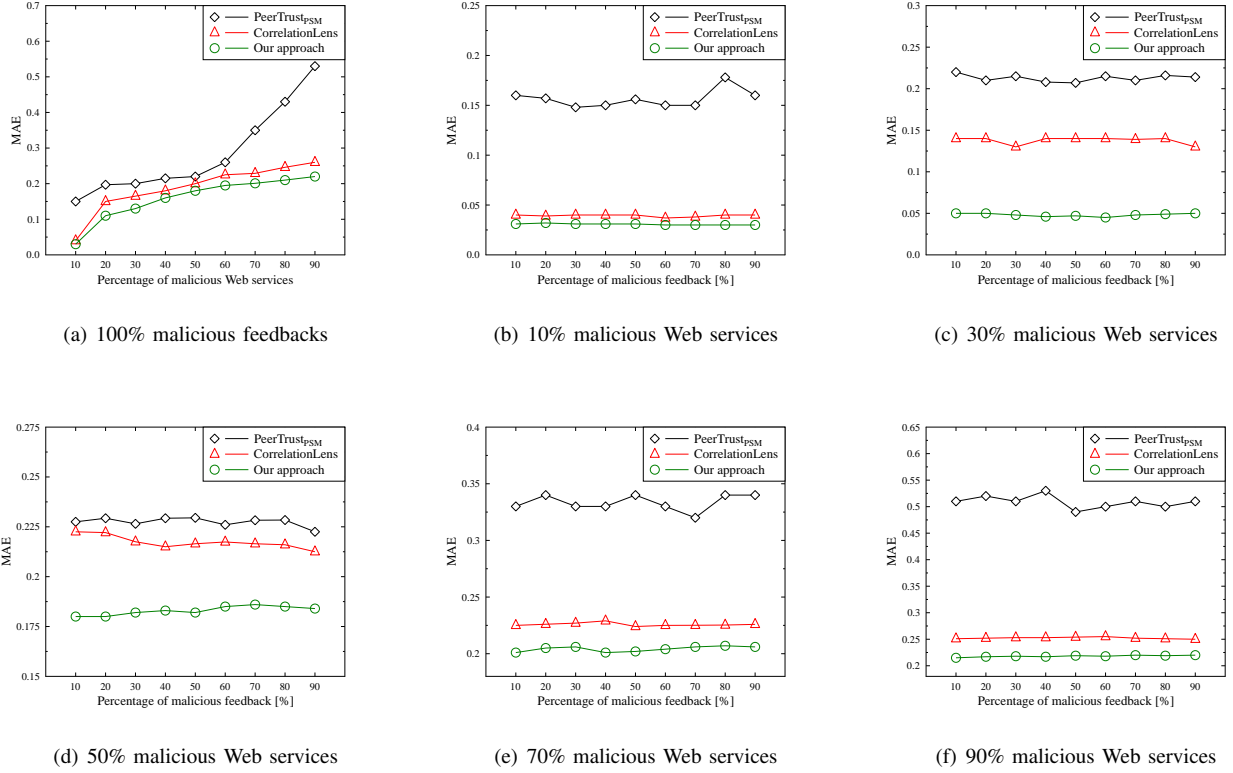 0.7
0.6
0.5
0.4
0.3
0.2
0.1
0.0
MAE
PeerTrustPSM
CorrelationLens
Our approach
10 20 30 40 50 60 70 80 90
Percentage of malicious Web services
(a) 100% malicious feedbacks
0.25
0.2
0.15
0.1
0.05
0.0
MAE
PeerTrustPSM
CorrelationLens
Our approach
10 20 30 40 50 60 70 80 90
Percentage of malicious feedback [%]
(b) 10% malicious Web services
0.3
0.25
0.2
0.15
0.1
0.05
0.0
MAE
PeerTrustPSM
CorrelationLens
Our approach
10 20 30 40 50 60 70 80 90
Percentage of malicious feedback [%]
(c) 30% malicious Web services
0.275
0.25
0.225
0.2
0.175
0.15
MAE
PeerTrustPSM
CorrelationLens
Our approach
10 20 30 40 50 60 70 80 90
Percentage of malicious feedback [%]
(d) 50% malicious Web services
0.4
0.35
0.3
0.25
0.2
MAE
PeerTrustPSM
CorrelationLens
Our approach
10 20 30 40 50 60 70 80 90
Percentage of malicious feedback [%]
(e) 70% malicious Web services
0.65
0.6
0.55
0.5
0.45
0.4
0.35
0.3
0.25
0.2
MAE
PeerTrustPSM
CorrelationLens
Our approach
10 20 30 40 50 60 70 80 90
Percentage of malicious feedback [%]
(f) 90% malicious Web services